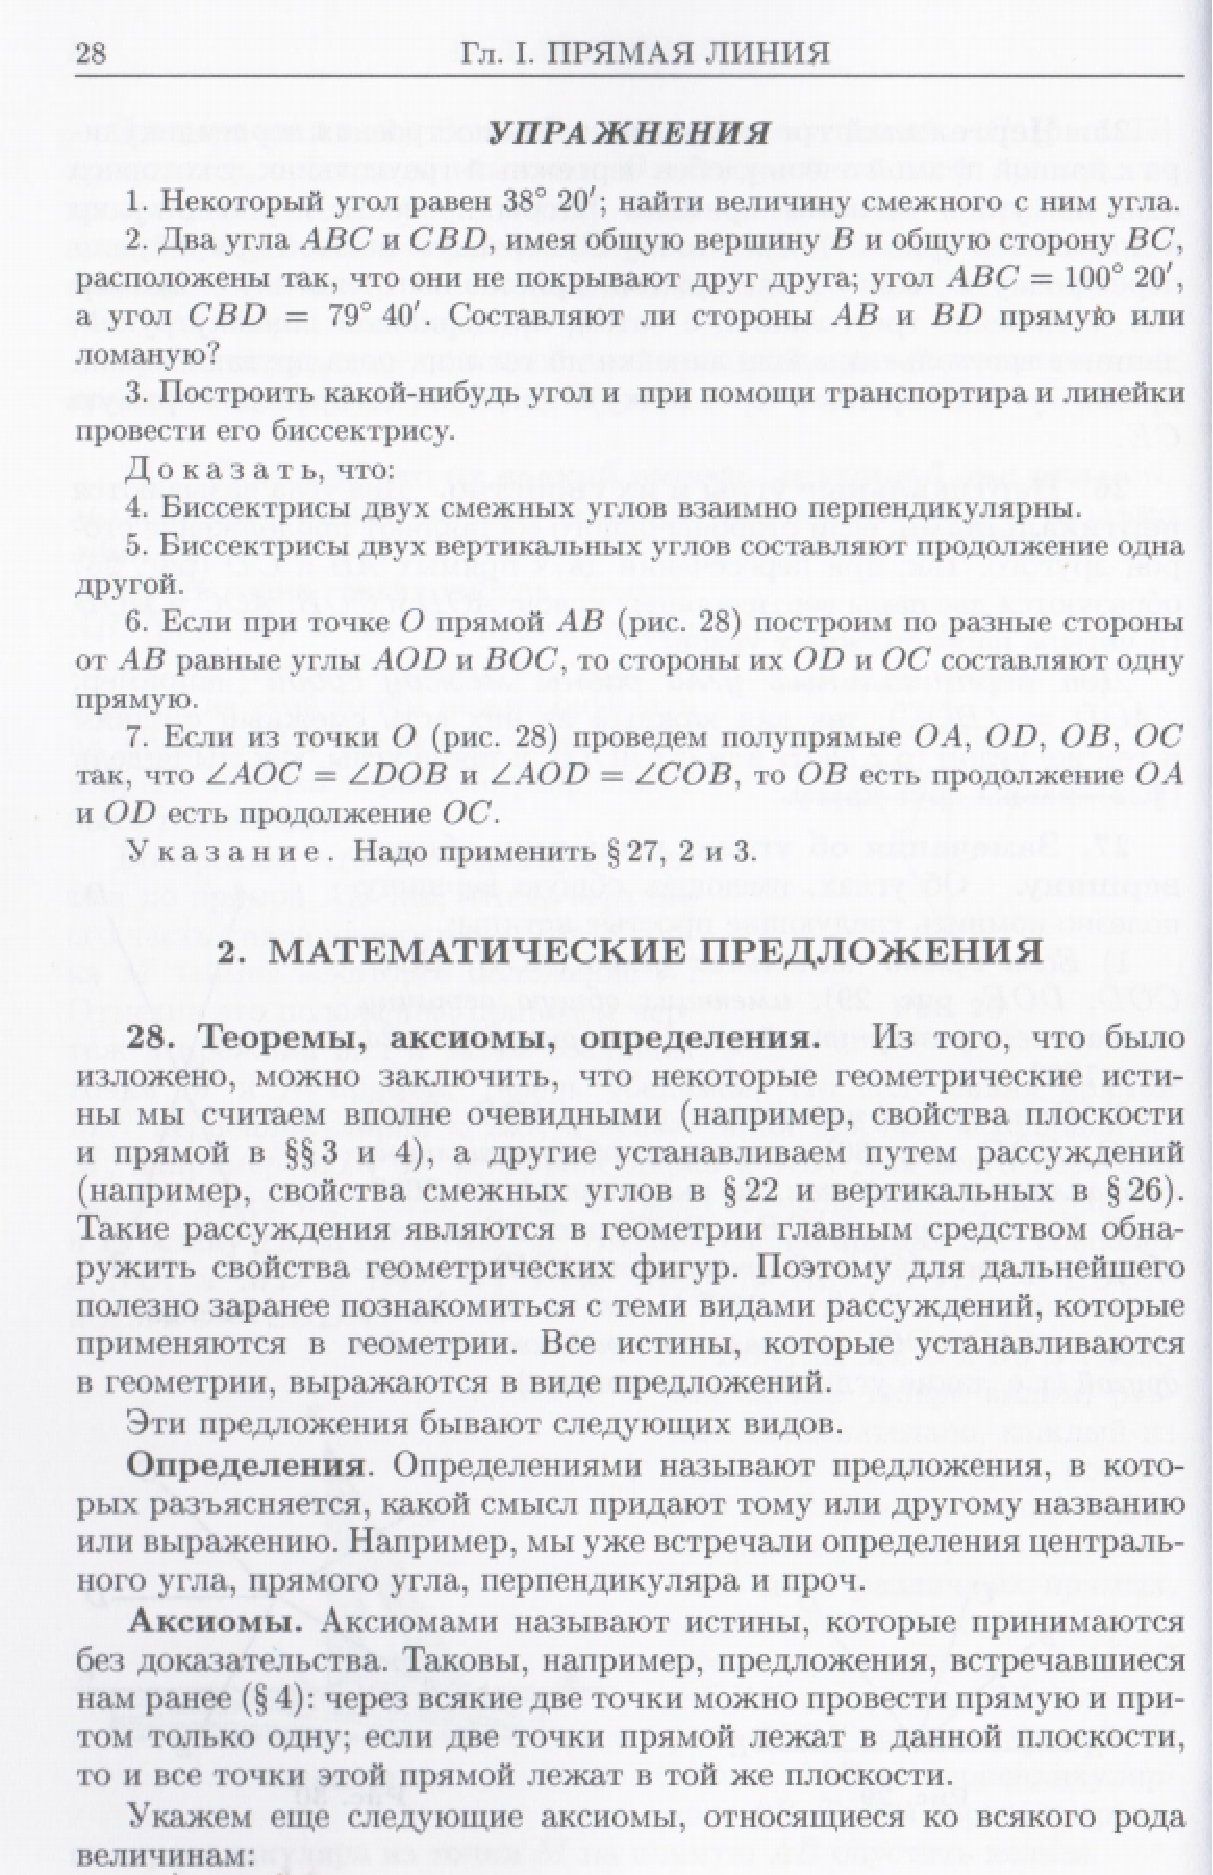 28 Гл. I. ПРЯМАЯ ЛИНИЯ
УПРАЖНЕНИЯ
1. Некоторый угол равен 38° 20′; найти величину смежного с ним угла.
2. Два угла ABC и CBD, имея общую вершину B и общую сторону BC,
расположены так, что они не покрывают друг друга; угол ABC = 100° 20′,
а угол CBD = 79° 40′. Составляют ли стороны AB и BD прямую или
ломаную?
3. Построить какой-нибудь угол и при помощи транспортира и линейки
провести его биссектрису.
Доказать, что:
4. Биссектрисы двух смежных углов взаимно перпендикулярны.
5. Биссектрисы двух вертикальных углов составляют продолжение одна
другой.
6. Если при точке O прямой AB (рис. 28) построим по разные стороны
от AB равные углы AOD и BOC, то стороны их OD и OC составляют одну
прямую.
7. Если из точки O (рис. 28) проведем полупрямые OA, OD, OB, OC
так, что ∠AOC = ∠DOB и ∠AOD = ∠COB, то OB есть продолжение OA
и OD есть продолжение OC.
Указание. Надо применить § 27, 2 и 3.
2. МАТЕМАТИЧЕСКИЕ ПРЕДЛОЖЕНИЯ
28. Теоремы, аксиомы, определения. Из того, что было
изложено, можно заключить, что некоторые геометрические исти-
ны мы считаем вполне очевидными (например, свойства плоскости
и прямой в §§ 3 и 4), а другие устанавливаем путем рассуждений
(например, свойства смежных углов в § 22 и вертикальных в § 26).
Такие рассуждения являются в геометрии главным средством обна-
ружить свойства геометрических фигур. Поэтому для дальнейшего
полезно заранее познакомиться с теми видами рассуждений, которые
применяются в геометрии. Все истины, которые устанавливаются
в геометрии, выражаются в виде предложений.
Эти предложения бывают следующих видов.
Определения. Определениями называют предложения, в кото-
рых разъясняется, какой смысл придают тому или другому названию
или выражению. Например, мы уже встречали определения централь-
ного угла, прямого угла, перпендикуляра и проч.
Аксиомы. Аксиомами называют истины, которые принимаются
без доказательства. Таковы, например, предложения, встречавшиеся
нам ранее (§ 4): через всякие две точки можно провести прямую и при-
том только одну; если две точки прямой лежат в данной плоскости,
то и все точки этой прямой лежат в той же плоскости.
Укажем еще следующие аксиомы, относящиеся ко всякого рода
величинам: